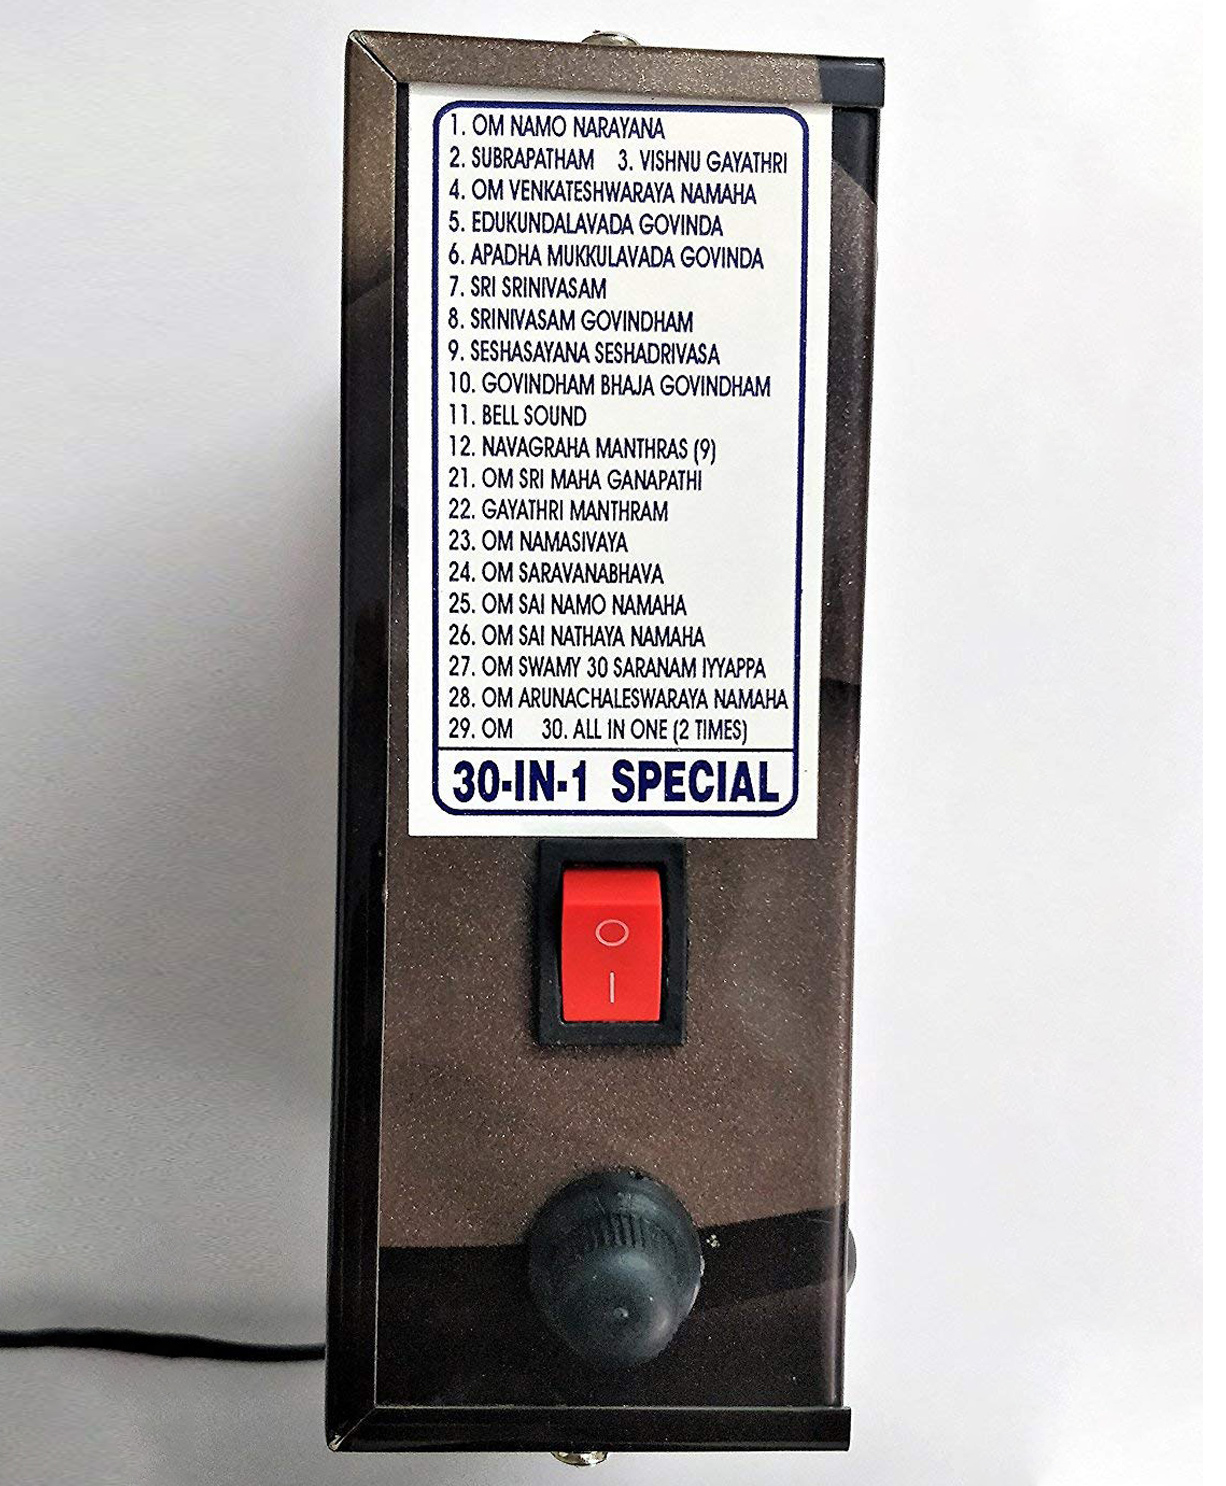 1. OM NAMO NARAYANA
2. SUBRAPATHAM 3. VISHNU GAYATHRI
4. OM VENKATESHWARAYA NAMAHA
5. EDUKUNDALAVADA GOVINDA
6. APADHA MUKKULAVADA GOVINDA
7. SRI SRINIVASAM
8. SRINIVASAM GOVINDHAM
9. SESHASAYANA SESHADRIVASA
10. GOVINDHAM BHAJA GOVINDHAM
11. BELL SOUND
12. NAVAGRAHA MANTHRAS (9)
21. OM SRI MAHA GANAPATHI
22. GAYATHRI MANTHRAM
23. OM NAMASIVAYA
24. OM SARAVANABHAVA
25. OM SAI NAMO NAMAHA
26. OM SAI NATHAYA NAMAHA
27. OM SWAMY 30 SARANAM IYYAPPA
28. OM ARUNACHALESWARAYA NAMAHA
29. OM 30. ALL IN ONE (2 TIMES)
30-IN-1 SPECIAL
O
I